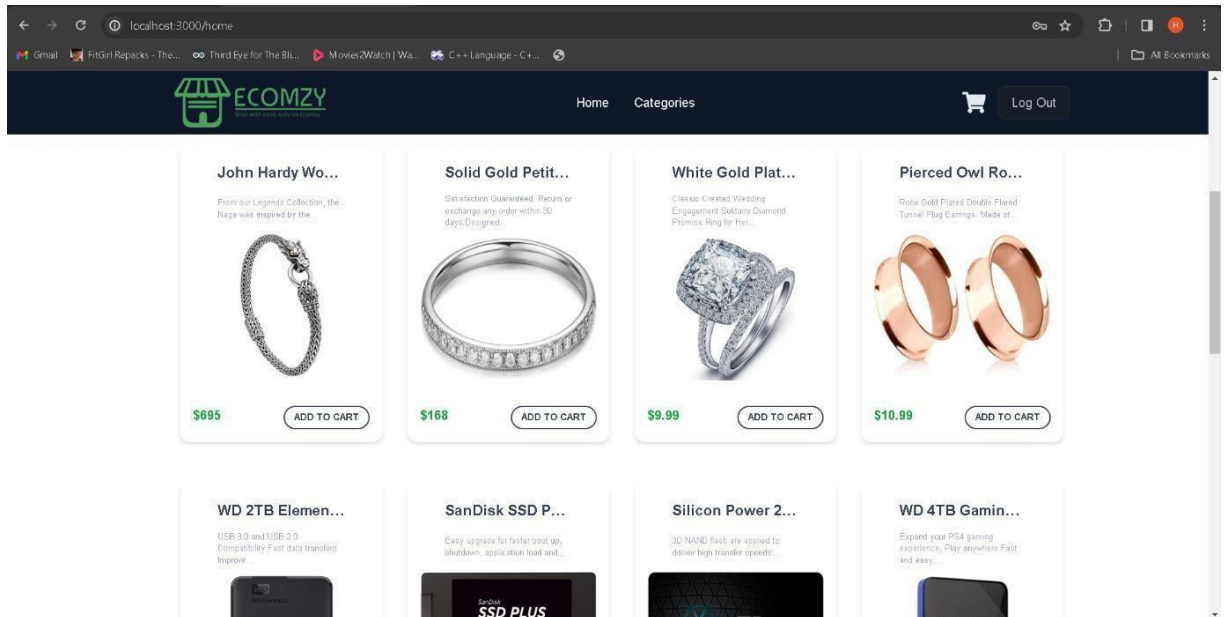 localhost:3000/home
Gmail FitGirl Repacks - The... Third Eye for The Bli... Movies2Watch | Wa... C++ Language - C+... All Bookmarks
ECOMZY
Shop with ease, only on Ecomzy.
Home Categories Log Out
John Hardy Wo...
From our Legends Collection, the
Naga was inspired by the...
$695 ADD TO CART
Solid Gold Petit...
Satisfaction Guaranteed. Return or
exchange any order within 30
days.Designed...
$168 ADD TO CART
White Gold Plat...
Classic Created Wedding
Engagement Solitaire Diamond
Promise Ring for Her...
$9.99 ADD TO CART
Pierced Owl Ro...
Rose Gold Plated Double Flared
Tunnel Plug Earrings. Made of...
$10.99 ADD TO CART
WD 2TB Elemen...
USB 3.0 and USB 2.0
Compatibility Fast data transfers
Improve...
WD
SanDisk SSD P...
Easy upgrade for faster boot up,
shutdown, application load and...
SanDisk
SSD PLUS
Silicon Power 2...
3D NAND flash are applied to
deliver high transfer speeds...
WD 4TB Gamin...
Expand your PS4 gaming
experience, Play anywhere Fast
and easy,...